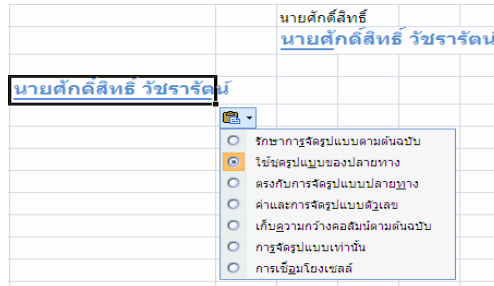 นายศักดิ์สิทธิ์
นายศักดิ์สิทธิ์ วัชรารัตน์
นายศักดิ์สิทธิ์ วัชรารัตน์
รักษาการจัดรูปแบบตามต้นฉบับ
ใช้ชุดรูปแบบของปลายทาง
ตรงกับการจัดรูปแบบปลายทาง
ค่าและการจัดรูปแบบตัวเลข
เก็บความกว้างคอลัมน์ตามต้นฉบับ
การจัดรูปแบบเท่านั้น
การเชื่อมโยงเซลล์